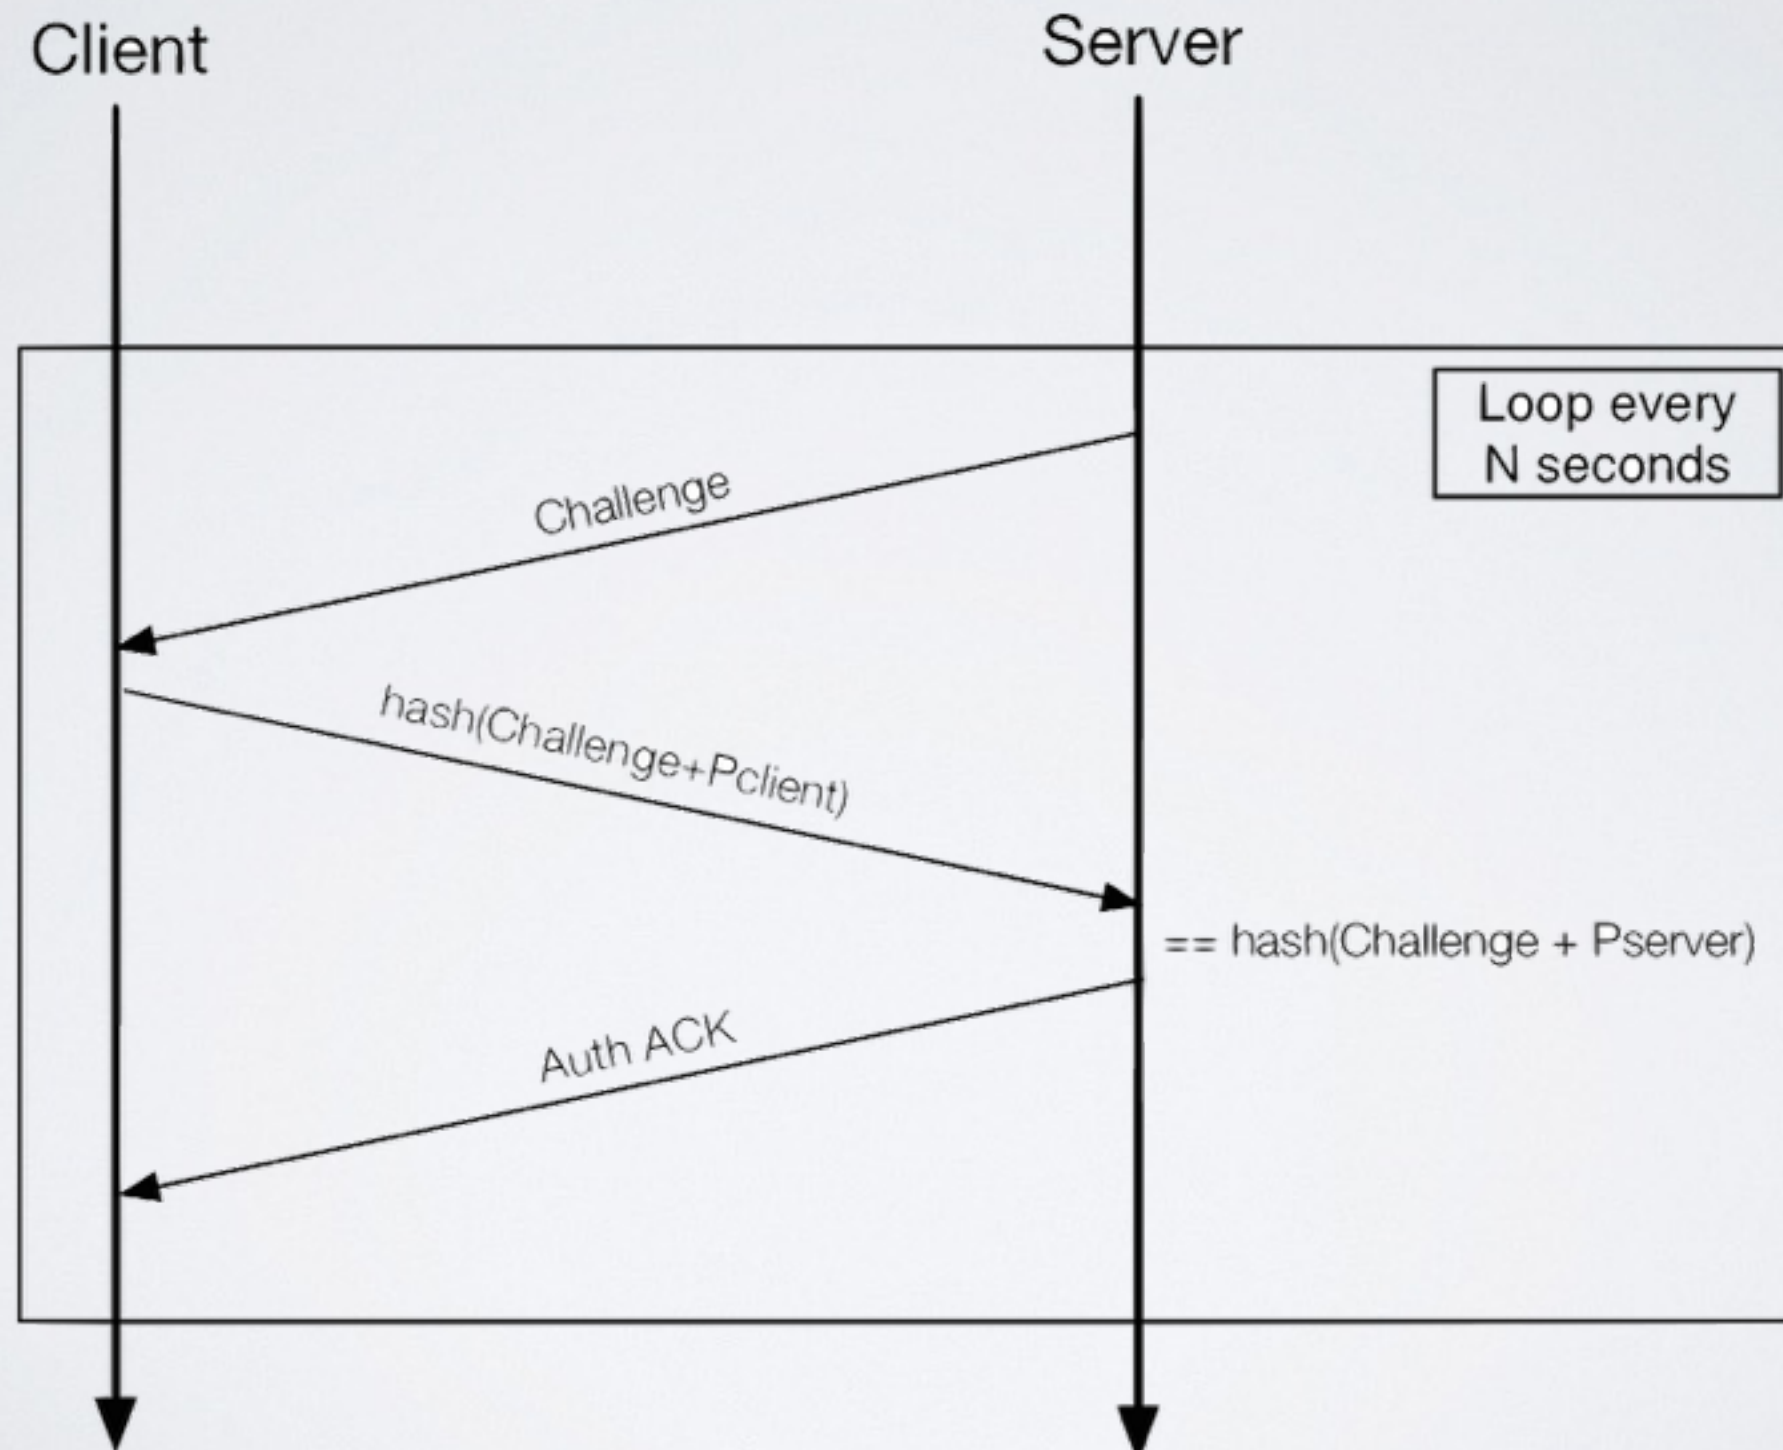 Client
Server
Loop every
N seconds
Challenge
hash(Challenge+Pclient)
== hash(Challenge + Pserver)
Auth ACK